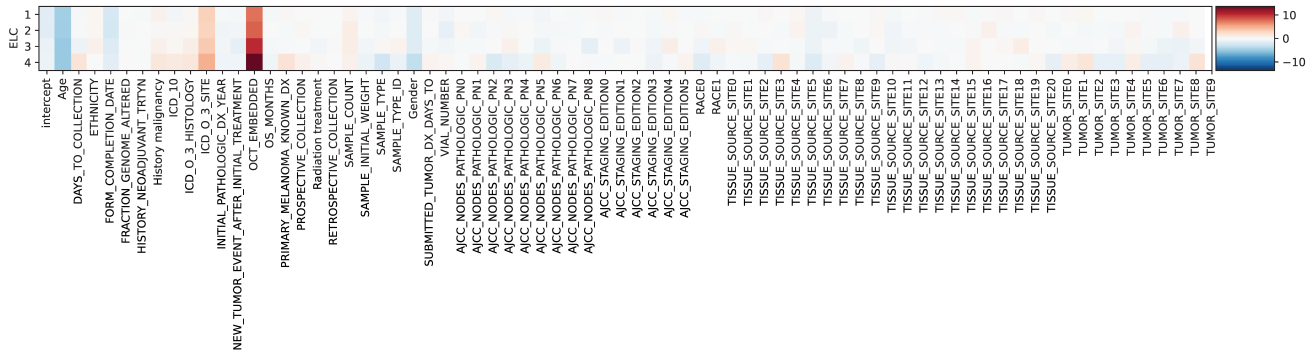 ELC
1
2
3
4
10
0
−10
intercept
Age
DAYS_TO_COLLECTION
ETHNICITY
FORM_COMPLETION_DATE
FRACTION_GENOME_ALTERED
HISTORY_NEOADJUVANT_TRTYN
History malignancy
ICD_10
ICD_O_3_HISTOLOGY
ICD_O_3_SITE
INITIAL_PATHOLOGIC_DX_YEAR
NEW_TUMOR_EVENT_AFTER_INITIAL_TREATMENT
OCT_EMBEDDED
OS_MONTHS
PRIMARY_MELANOMA_KNOWN_DX
PROSPECTIVE_COLLECTION
Radiation treatment
RETROSPECTIVE_COLLECTION
SAMPLE_COUNT
SAMPLE_INITIAL_WEIGHT
SAMPLE_TYPE
SAMPLE_TYPE_ID
Gender
SUBMITTED_TUMOR_DX_DAYS_TO
VIAL_NUMBER
AJCC_NODES_PATHOLOGIC_PN0
AJCC_NODES_PATHOLOGIC_PN1
AJCC_NODES_PATHOLOGIC_PN2
AJCC_NODES_PATHOLOGIC_PN3
AJCC_NODES_PATHOLOGIC_PN4
AJCC_NODES_PATHOLOGIC_PN5
AJCC_NODES_PATHOLOGIC_PN6
AJCC_NODES_PATHOLOGIC_PN7
AJCC_NODES_PATHOLOGIC_PN8
AJCC_STAGING_EDITION0
AJCC_STAGING_EDITION1
AJCC_STAGING_EDITION2
AJCC_STAGING_EDITION3
AJCC_STAGING_EDITION4
AJCC_STAGING_EDITION5
RACE0
RACE1
TISSUE_SOURCE_SITE0
TISSUE_SOURCE_SITE1
TISSUE_SOURCE_SITE2
TISSUE_SOURCE_SITE3
TISSUE_SOURCE_SITE4
TISSUE_SOURCE_SITE5
TISSUE_SOURCE_SITE6
TISSUE_SOURCE_SITE7
TISSUE_SOURCE_SITE8
TISSUE_SOURCE_SITE9
TISSUE_SOURCE_SITE10
TISSUE_SOURCE_SITE11
TISSUE_SOURCE_SITE12
TISSUE_SOURCE_SITE13
TISSUE_SOURCE_SITE14
TISSUE_SOURCE_SITE15
TISSUE_SOURCE_SITE16
TISSUE_SOURCE_SITE17
TISSUE_SOURCE_SITE18
TISSUE_SOURCE_SITE19
TISSUE_SOURCE_SITE20
TUMOR_SITE0
TUMOR_SITE1
TUMOR_SITE2
TUMOR_SITE3
TUMOR_SITE4
TUMOR_SITE5
TUMOR_SITE6
TUMOR_SITE7
TUMOR_SITE8
TUMOR_SITE9